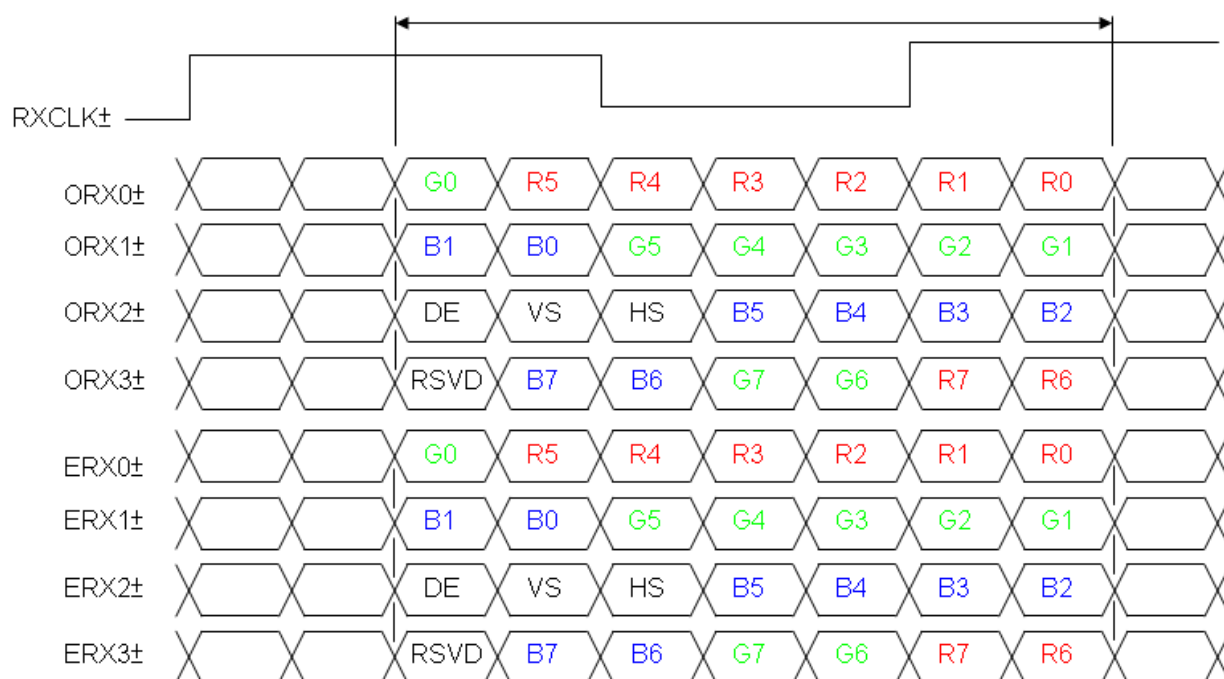 RXCLK±
ORX0± G0 R5 R4 R3 R2 R1 R0
ORX1± B1 B0 G5 G4 G3 G2 G1
ORX2± DE VS HS B5 B4 B3 B2
ORX3± RSVD B7 B6 G7 G6 R7 R6
ERX0± G0 R5 R4 R3 R2 R1 R0
ERX1± B1 B0 G5 G4 G3 G2 G1
ERX2± DE VS HS B5 B4 B3 B2
ERX3± RSVD B7 B6 G7 G6 R7 R6